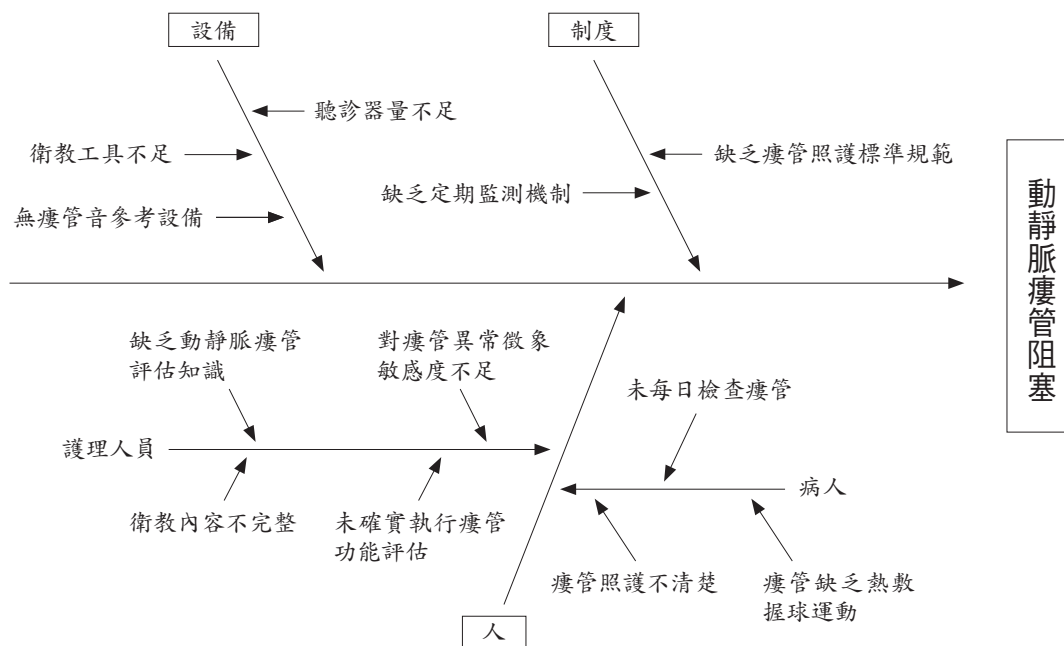 設備
制度
聽診器量不足
衛教工具不足
缺乏瘻管照護標準規範
缺乏定期監測機制
無瘻管音參考設備
動靜脈瘻管阻塞
缺乏動靜脈瘻管
評估知識
對瘻管異常徵象
敏感度不足
未每日檢查瘻管
護理人員
病人
衛教內容不完整
未確實執行瘻管
功能評估
瘻管照護不清楚
瘻管缺乏熱敷
握球運動
人